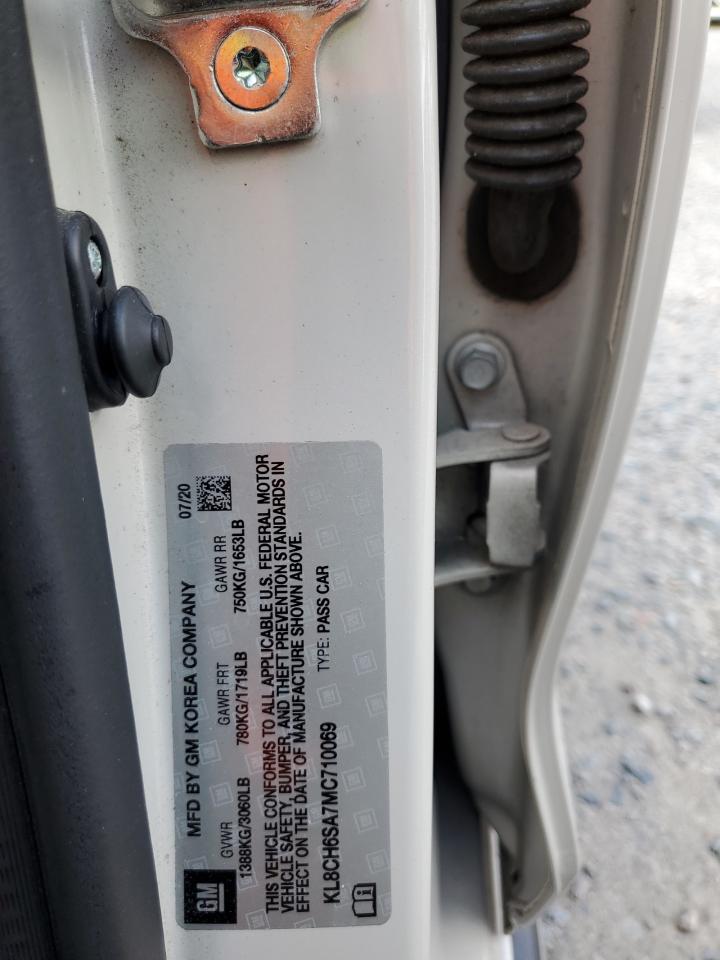 MFD BY GM KOREA COMPANY 07/20
GVWR GAWR FRT GAWR RR
1388KG/3060LB 780KG/1719LB 750KG/1653LB
THIS VEHICLE CONFORMS TO ALL APPLICABLE U.S. FEDERAL MOTOR
VEHICLE SAFETY, BUMPER, AND THEFT PREVENTION STANDARDS IN
EFFECT ON THE DATE OF MANUFACTURE SHOWN ABOVE.
KL8CH6SA7MC710069 TYPE: PASS CAR
GM